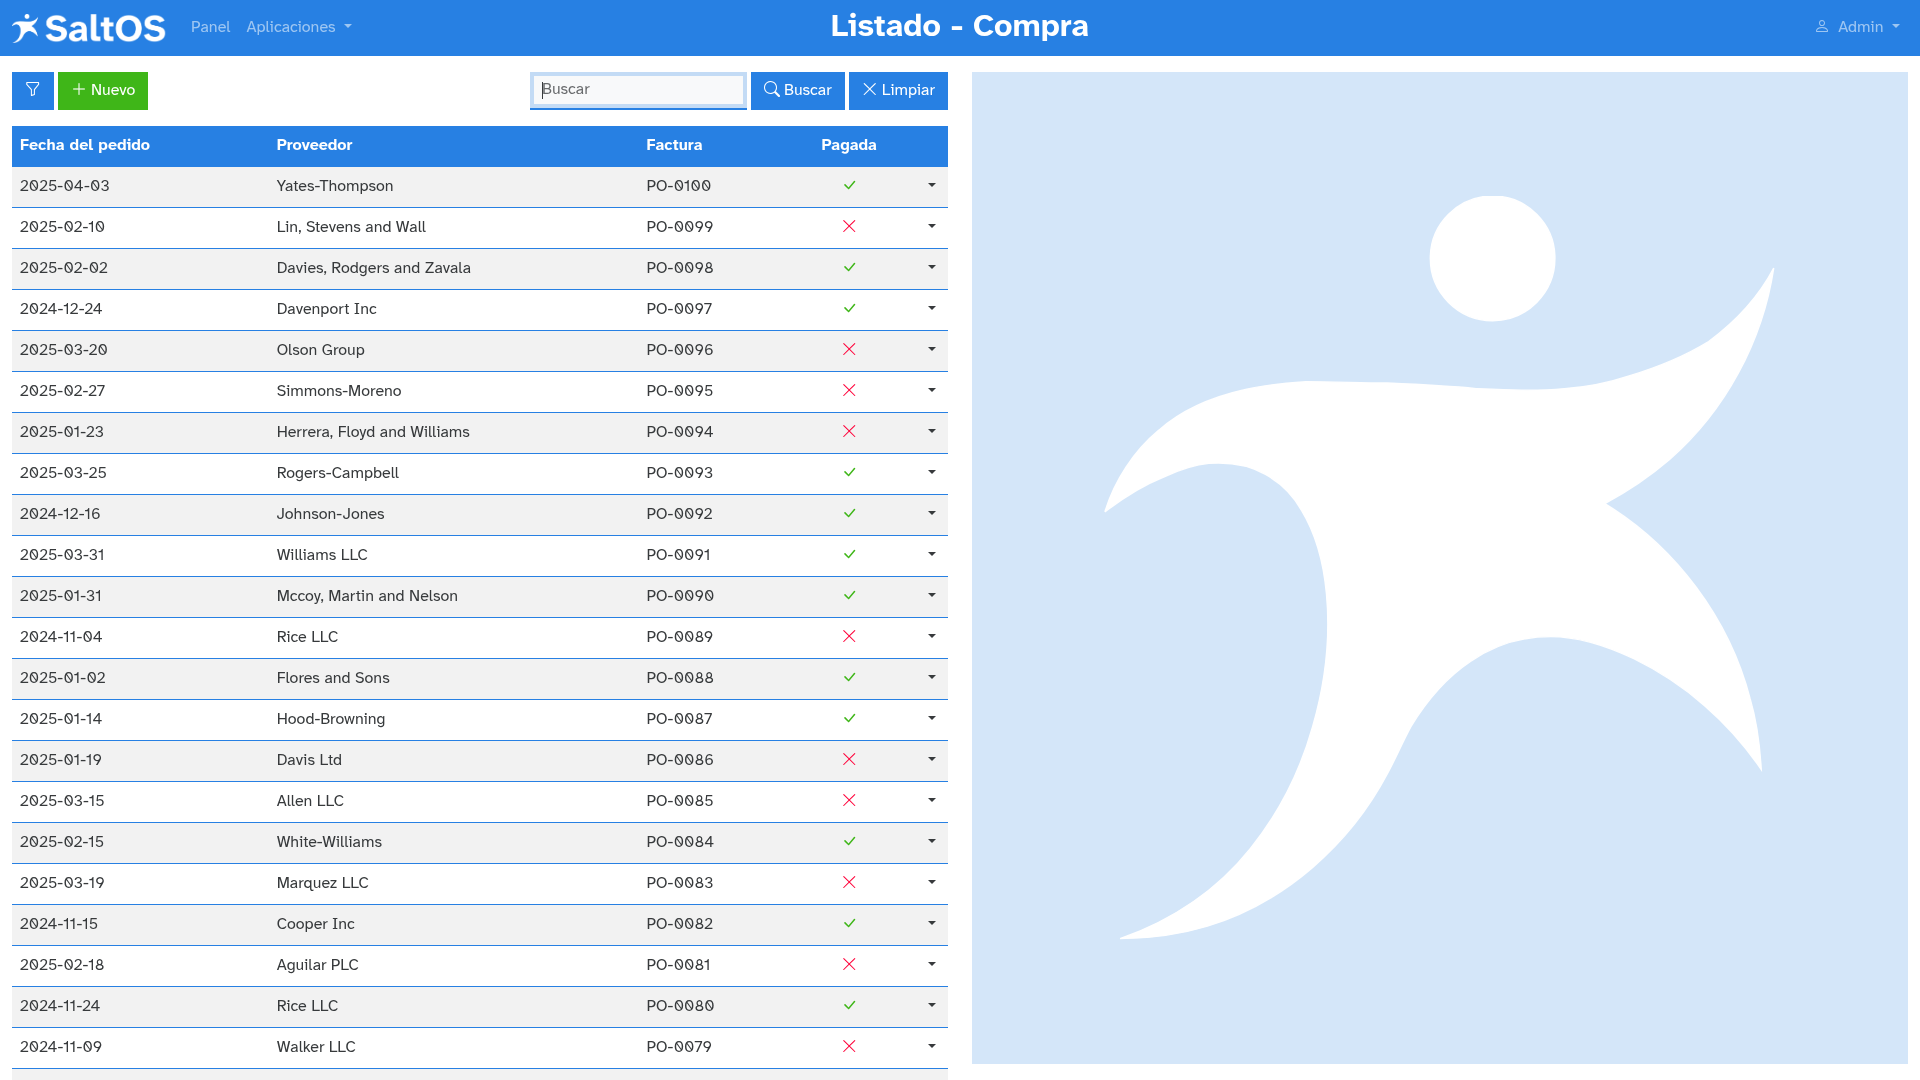 SaltOS Panel Aplicaciones Listado - Compra Admin
Nuevo Buscar Buscar Limpiar
Fecha del pedido Proveedor Factura Pagada
2025-04-03 Yates-Thompson PO-0100
2025-02-10 Lin, Stevens and Wall PO-0099
2025-02-02 Davies, Rodgers and Zavala PO-0098
2024-12-24 Davenport Inc PO-0097
2025-03-20 Olson Group PO-0096
2025-02-27 Simmons-Moreno PO-0095
2025-01-23 Herrera, Floyd and Williams PO-0094
2025-03-25 Rogers-Campbell PO-0093
2024-12-16 Johnson-Jones PO-0092
2025-03-31 Williams LLC PO-0091
2025-01-31 Mccoy, Martin and Nelson PO-0090
2024-11-04 Rice LLC PO-0089
2025-01-02 Flores and Sons PO-0088
2025-01-14 Hood-Browning PO-0087
2025-01-19 Davis Ltd PO-0086
2025-03-15 Allen LLC PO-0085
2025-02-15 White-Williams PO-0084
2025-03-19 Marquez LLC PO-0083
2024-11-15 Cooper Inc PO-0082
2025-02-18 Aguilar PLC PO-0081
2024-11-24 Rice LLC PO-0080
2024-11-09 Walker LLC PO-0079